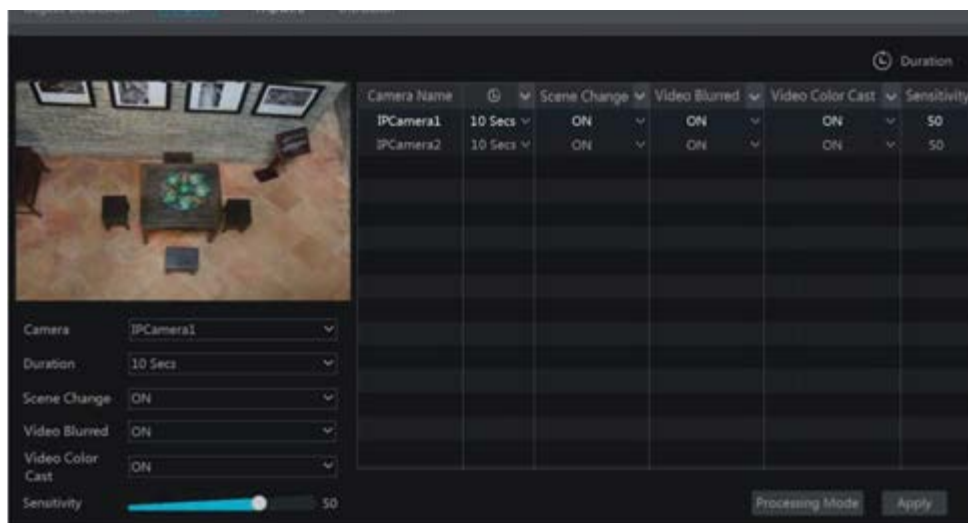 Duration
Camera Name Scene Change Video Blurred Video Color Cast Sensitivity
IPCamera1 10 Secs ON ON ON 50
IPCamera2 10 Secs ON ON ON 50
Camera IPCamera1
Duration 10 Secs
Scene Change ON
Video Blurred ON
Video Color Cast ON
Sensitivity 50
Processing Mode Apply